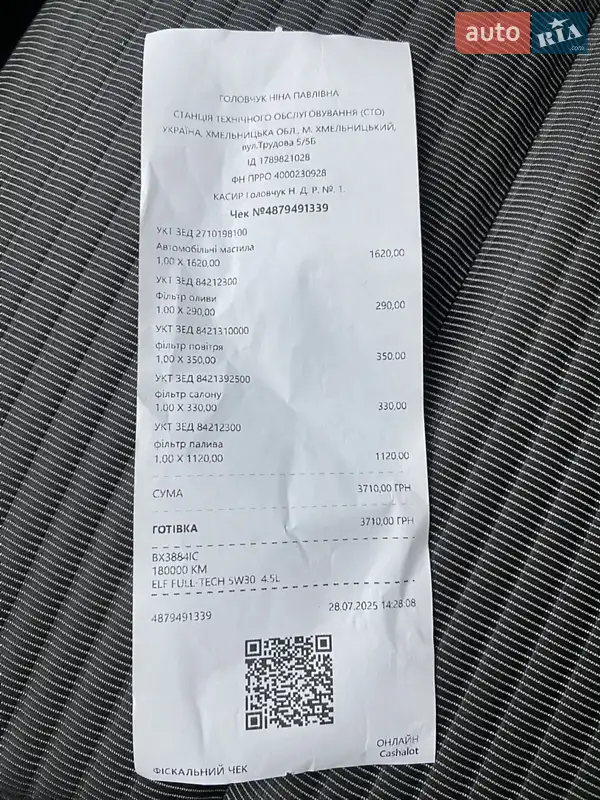 auto RIA .com
ГОЛОВЧУК НІНА ПАВЛІВНА
СТАНЦІЯ ТЕХНІЧНОГО ОБСЛУГОВУВАННЯ (СТО)
УКРАЇНА, ХМЕЛЬНИЦЬКА ОБЛ., М. ХМЕЛЬНИЦЬКИЙ,
вул.Трудова 5/5Б
ІД 1789821028
ФН ПРРО 4000230928
КАСИР Головчук Н. Д. Р. №. 1.
Чек №4879491339
УКТ ЗЕД 2710198100
Автомобільні мастила
1.00 X 1620,00 1620,00
УКТ ЗЕД 84212300
Фільтр оливи
1.00 X 290,00 290,00
УКТ ЗЕД 8421310000
фільтр повітря
1.00 X 350,00 350,00
УКТ ЗЕД 8421392500
фільтр салону
1.00 X 330,00 330,00
УКТ ЗЕД 84212300
фільтр палива
1,00 X 1120,00 1120,00
СУМА 3710,00 ГРН
ГОТІВКА 3710,00 ГРН
BX3884IC
180000 KM
ELF FULL-TECH 5W30 4.5L
4879491339 28.07.2025 14:28:08
ОНЛАЙН
Cashalot
ФІСКАЛЬНИЙ ЧЕК